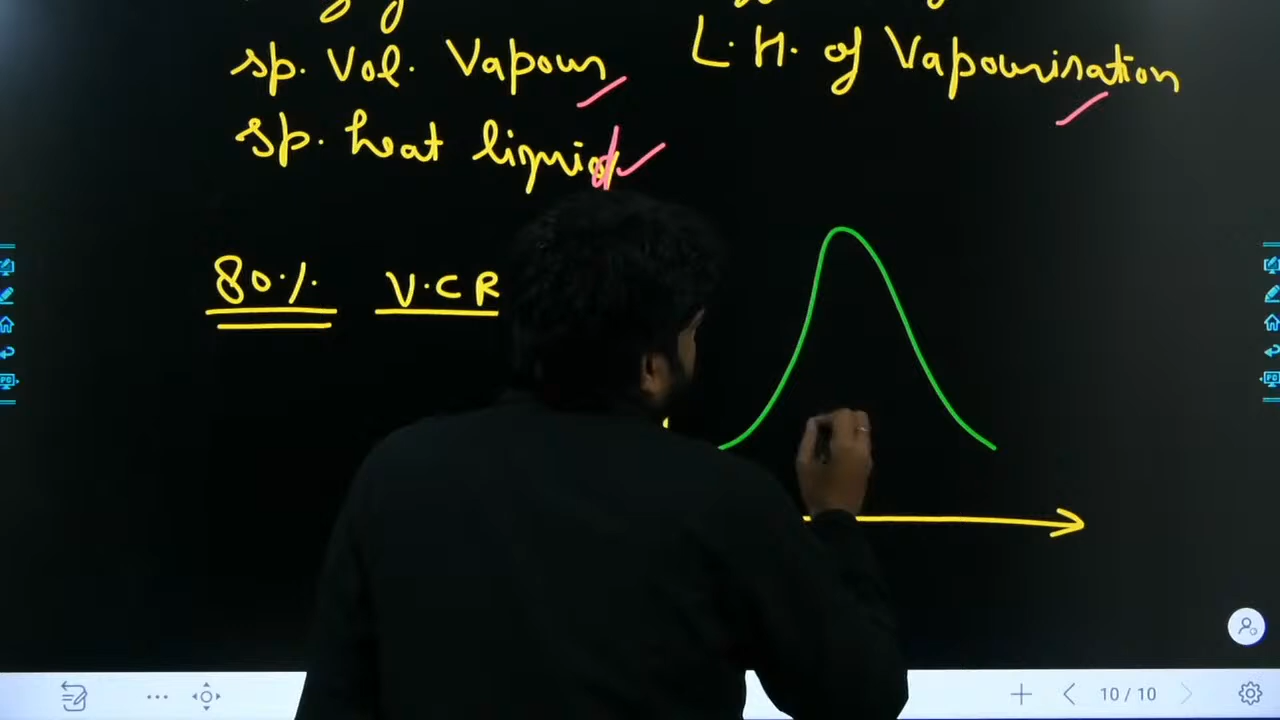 sp. Vol. Vapour
L.H. of Vapourisation
sp. heat liquid
80%. V.C R
10 / 10